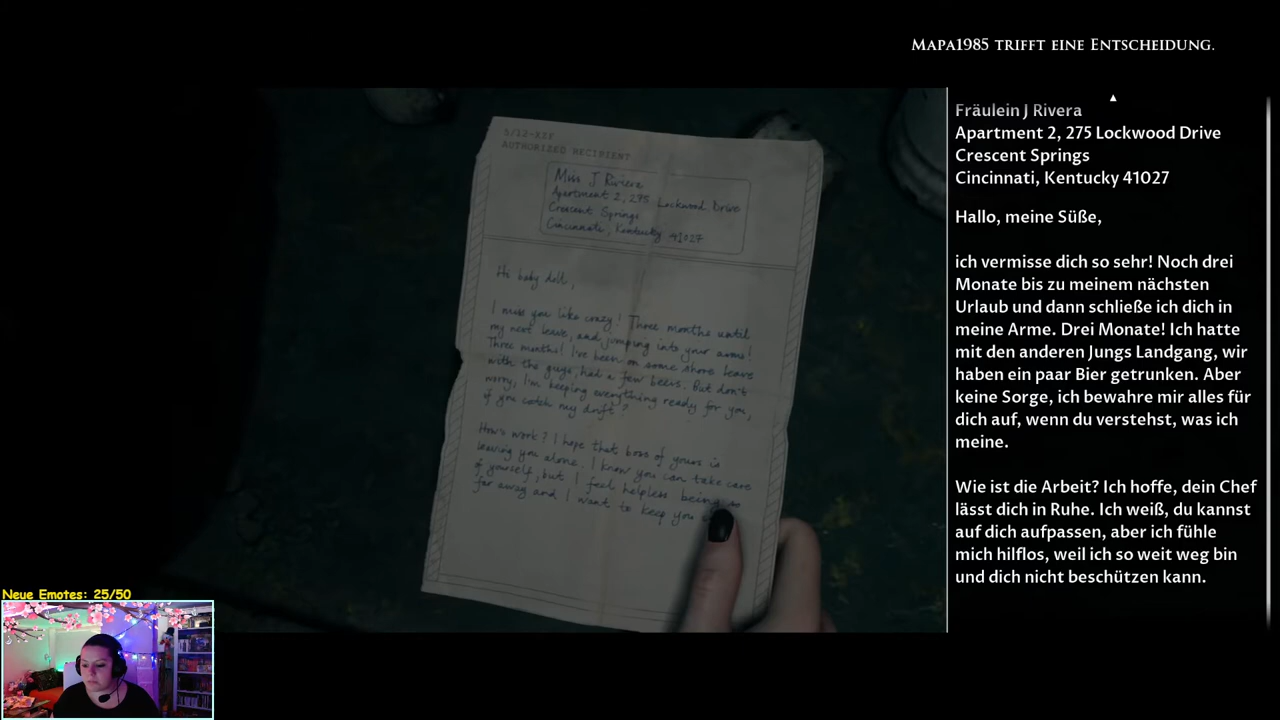 MAPA1985 TRIFFT EINE ENTSCHEIDUNG.
5/12-XZF
AUTHORIZED RECIPIENT
Miss J Rivera
Apartment 2, 275 Lockwood Drive
Crescent Springs
Cincinnati, Kentucky 41027
Hi baby doll,
I miss you like crazy! Three months until
my next leave, and jumping into your arms!
Three months! I've been on some shore leave
with the guys, had a few beers. But don't
worry, I'm keeping everything ready for you,
if you catch my drift?
How's work? I hope that boss of yours is
leaving you alone. I know you can take care
of yourself, but I feel helpless being so
far away and I want to keep you
Fräulein J Rivera
Apartment 2, 275 Lockwood Drive
Crescent Springs
Cincinnati, Kentucky 41027
Hallo, meine Süße,
ich vermisse dich so sehr! Noch drei
Monate bis zu meinem nächsten
Urlaub und dann schließe ich dich in
meine Arme. Drei Monate! Ich hatte
mit den anderen Jungs Landgang, wir
haben ein paar Bier getrunken. Aber
keine Sorge, ich bewahre mir alles für
dich auf, wenn du verstehst, was ich
meine.
Wie ist die Arbeit? Ich hoffe, dein Chef
lässt dich in Ruhe. Ich weiß, du kannst
auf dich aufpassen, aber ich fühle
mich hilflos, weil ich so weit weg bin
und dich nicht beschützen kann.
Neue Emotes: 25/50